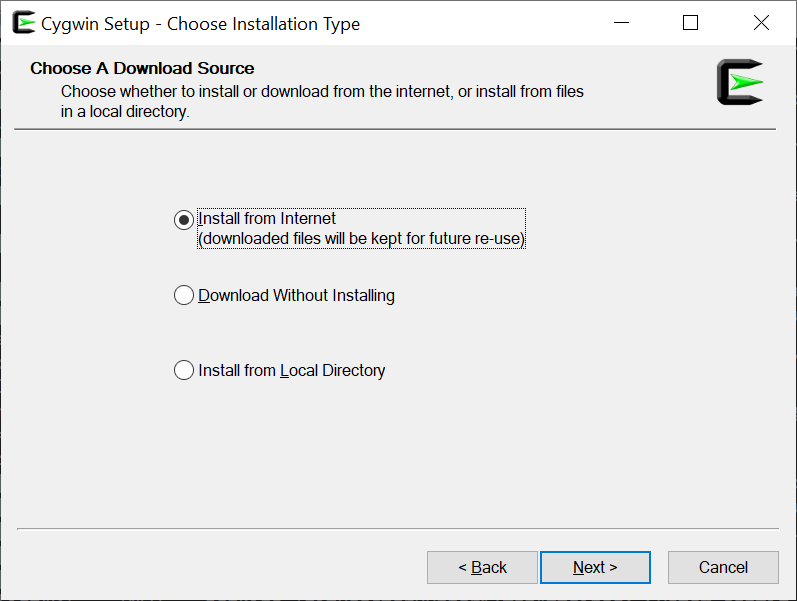 Cygwin Setup - Choose Installation Type
Choose A Download Source
Choose whether to install or download from the internet, or install from files
in a local directory.
Install from Internet
(downloaded files will be kept for future re-use)
Download Without Installing
Install from Local Directory
< Back
Next >
Cancel